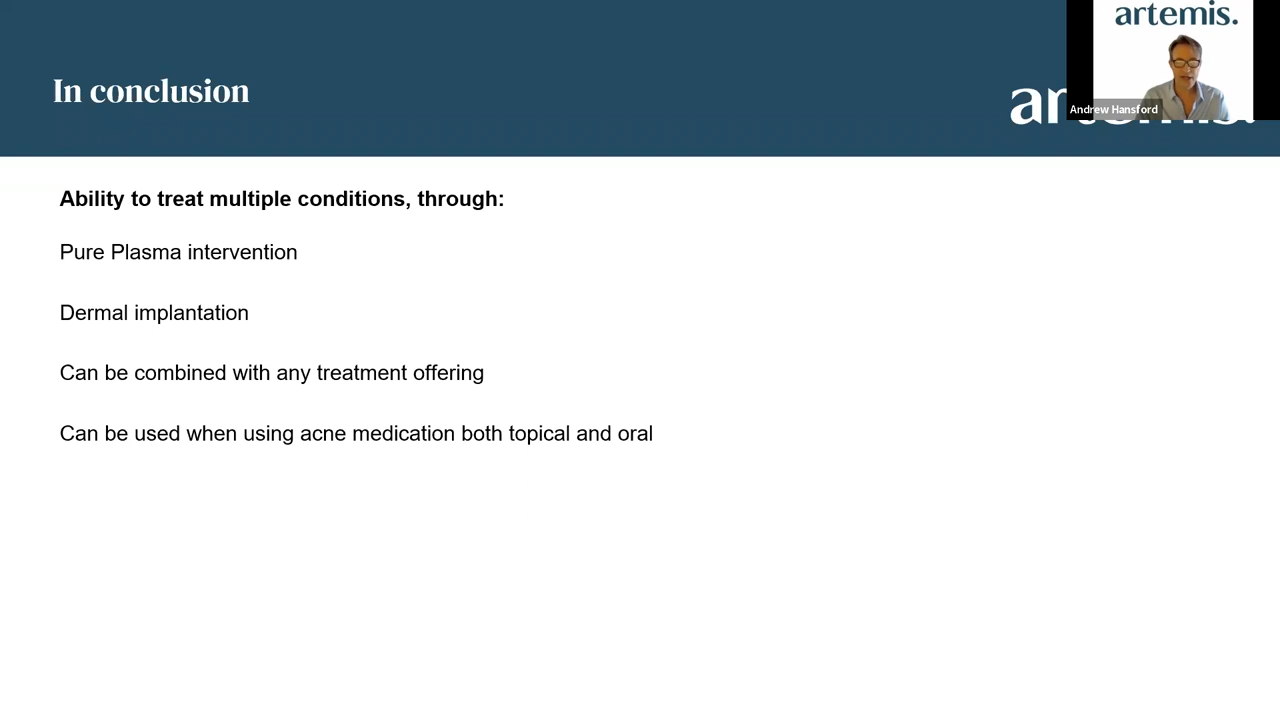 artemis.
In conclusion
Andrew Hansford
Ability to treat multiple conditions, through:
Pure Plasma intervention
Dermal implantation
Can be combined with any treatment offering
Can be used when using acne medication both topical and oral